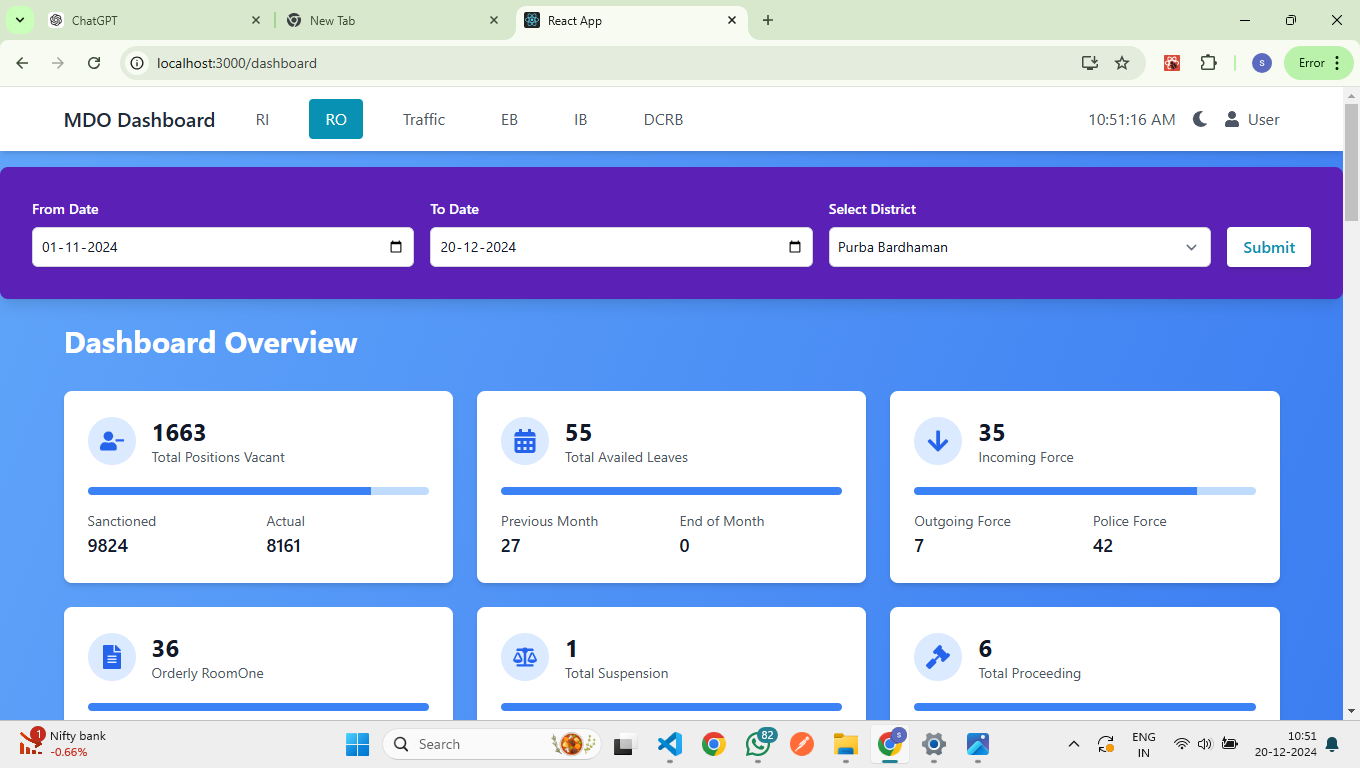 ChatGPT
New Tab
React App
localhost:3000/dashboard
S
Error
MDO Dashboard
RI
RO
Traffic
EB
IB
DCRB
10:51:16 AM
User
From Date
To Date
Select District
01-11-2024
20-12-2024
Purba Bardhaman
Submit
Dashboard Overview
1663
Total Positions Vacant
Sanctioned
Actual
9824
8161
55
Total Availed Leaves
Previous Month
End of Month
27
0
35
Incoming Force
Outgoing Force
Police Force
7
42
36
Orderly RoomOne
1
Total Suspension
6
Total Proceeding
1
Nifty bank
-0.66%
Search
82
S
ENG
IN
10:51
20-12-2024